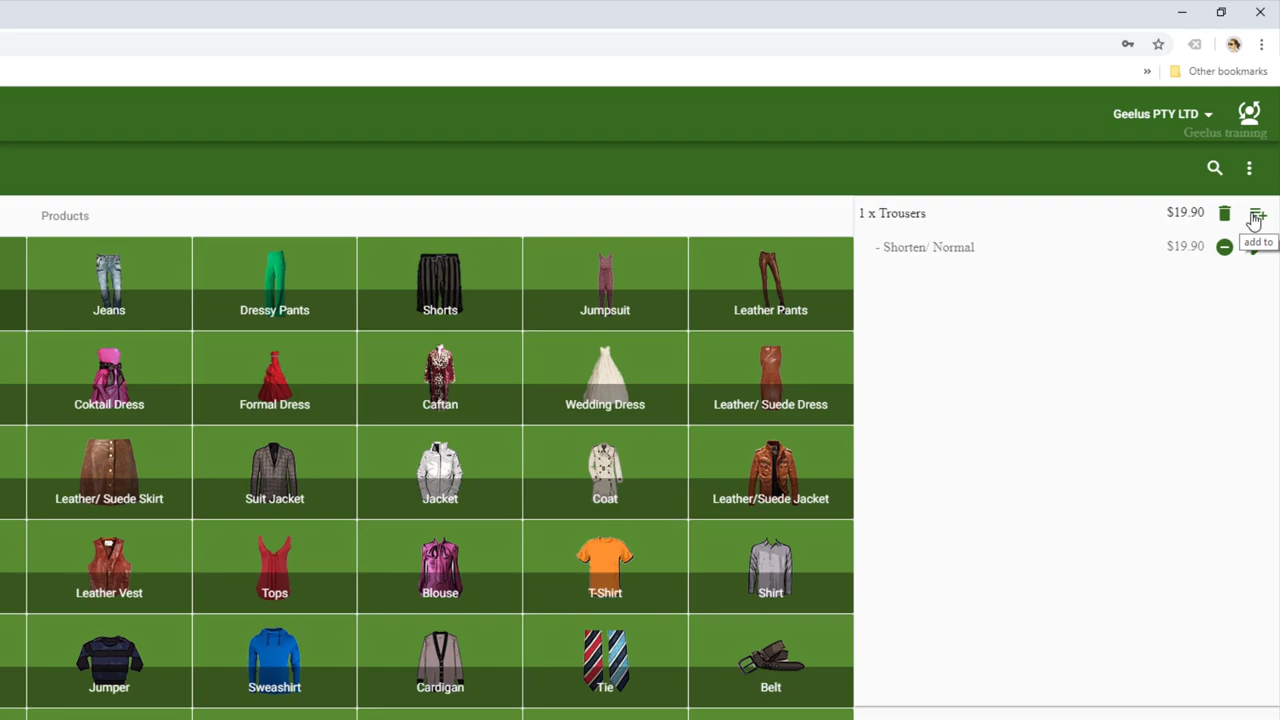 » Other bookmarks
Geelus PTY LTD
Geelus training
Products
1 x Trousers $19.90
add to
- Shorten/ Normal $19.90
Jeans Dressy Pants Shorts Jumpsuit Leather Pants
Coktail Dress Formal Dress Caftan Wedding Dress Leather/ Suede Dress
Leather/ Suede Skirt Suit Jacket Jacket Coat Leather/Suede Jacket
Leather Vest Tops Blouse T-Shirt Shirt
Jumper Sweashirt Cardigan Tie Belt